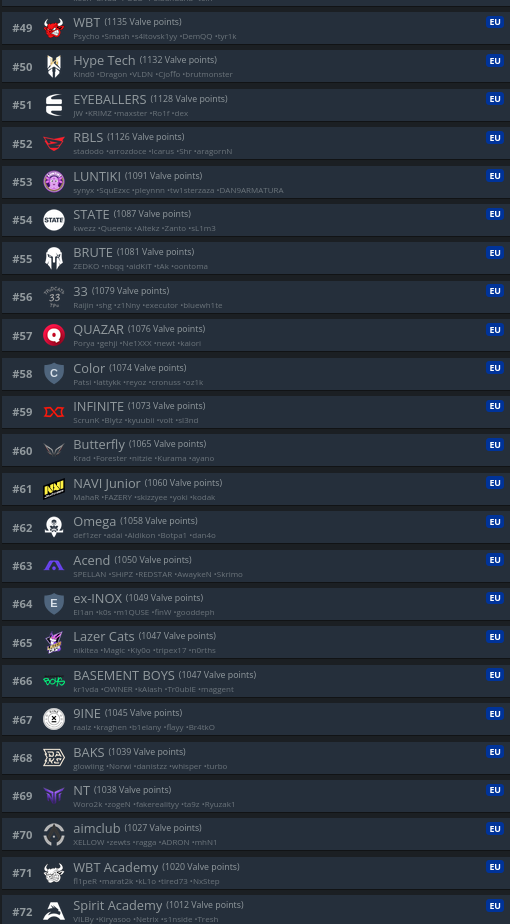 #49 WBT (1135 Valve points) EU
Psycho •Smash •s4itovsk1yy •DemQQ •tyr1k
#50 Hype Tech (1132 Valve points) EU
Kind0 •Dragon •VLDN •Cjoffo •brutmonster
#51 EYEBALLERS (1128 Valve points) EU
JW •KRIMZ •maxster •Ro1f •dex
#52 RBLS (1126 Valve points) EU
stadodo •arrozdoce •Icarus •Shr •aragornN
#53 LUNTIKI (1091 Valve points) EU
synyx •SquEzxc •pleynnn •tw1sterzaza •DAN9ARMATURA
#54 STATE (1087 Valve points) EU
STATE
kwezz •Queenix •Altekz •Zanto •sL1m3
#55 BRUTE (1081 Valve points) EU
ZEDKO •nbqq •aidKiT •tAk •oontoma
#56 33 (1079 Valve points) EU
33
Raijin •shg •z1Nny •executor •bluewh1te
#57 QUAZAR (1076 Valve points) EU
Porya •gehji •Ne1XXX •newt •kaiori
#58 Color (1074 Valve points) EU
C
Patsi •lattykk •reyoz •cronuss •oz1k
#59 INFINITE (1073 Valve points) EU
ScrunK •Blytz •kyuubii •volt •sl3nd
#60 Butterfly (1065 Valve points) EU
Krad •Forester •nitzie •Kurama •ayano
#61 NAVI Junior (1060 Valve points) EU
MahaR •FAZERY •skizzyee •yoki •kodak
#62 Omega (1058 Valve points) EU
def1zer •adal •Aldikon •Botpa1 •dan4o
#63 Acend (1050 Valve points) EU
SPELLAN •SHiPZ •REDSTAR •AwaykeN •Skrimo
#64 ex-INOX (1049 Valve points) EU
E
El1an •k0s •m1QUSE •finW •gooddeph
#65 Lazer Cats (1047 Valve points) EU
nikitea •Magic •Kiy0o •tripex17 •n0rths
#66 BASEMENT BOYS (1047 Valve points) EU
kr1vda •OWNER •kAlash •Tr0ublE •maggent
#67 9INE (1045 Valve points) EU
raalz •kraghen •b1elany •flayy •Br4tkO
#68 BAKS (1039 Valve points) EU
glowiing •Norwi •danistzz •whisper •turbo
#69 NT (1038 Valve points) EU
Woro2k •zogeN •fakereallyy •ta9z •Ryuzak1
#70 aimclub (1027 Valve points) EU
XELLOW •zewts •ragga •ADRON •mhN1
#71 WBT Academy (1020 Valve points) EU
fl1peR •marat2k •kL1o •tired73 •NxStep
#72 Spirit Academy (1012 Valve points) EU
ViLBy •Kiryasoo •Netrix •s1nside •Tresh